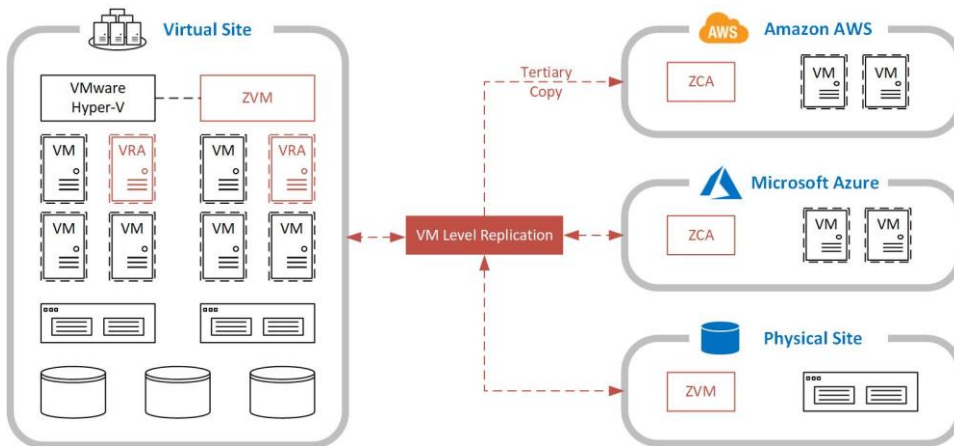 Virtual Site
VMware
Hyper-V
ZVM
VM
VRA
VM
VRA
VM
VM
VM
VM
VM Level Replication
Tertiary
Copy
AWS
Amazon AWS
ZCA
VM
VM
Microsoft Azure
ZCA
VM
VM
Physical Site
ZVM